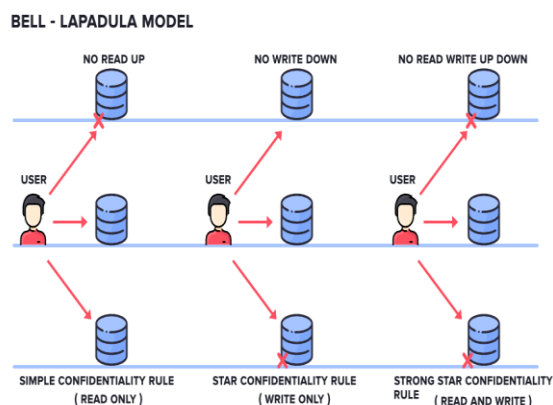 BELL - LAPADULA MODEL
NO READ UP
NO WRITE DOWN
NO READ WRITE UP DOWN
USER
USER
USER
SIMPLE CONFIDENTIALITY RULE
( READ ONLY )
STAR CONFIDENTIALITY RULE
( WRITE ONLY )
STRONG STAR CONFIDENTIALITY
RULE
( READ AND WRITE )